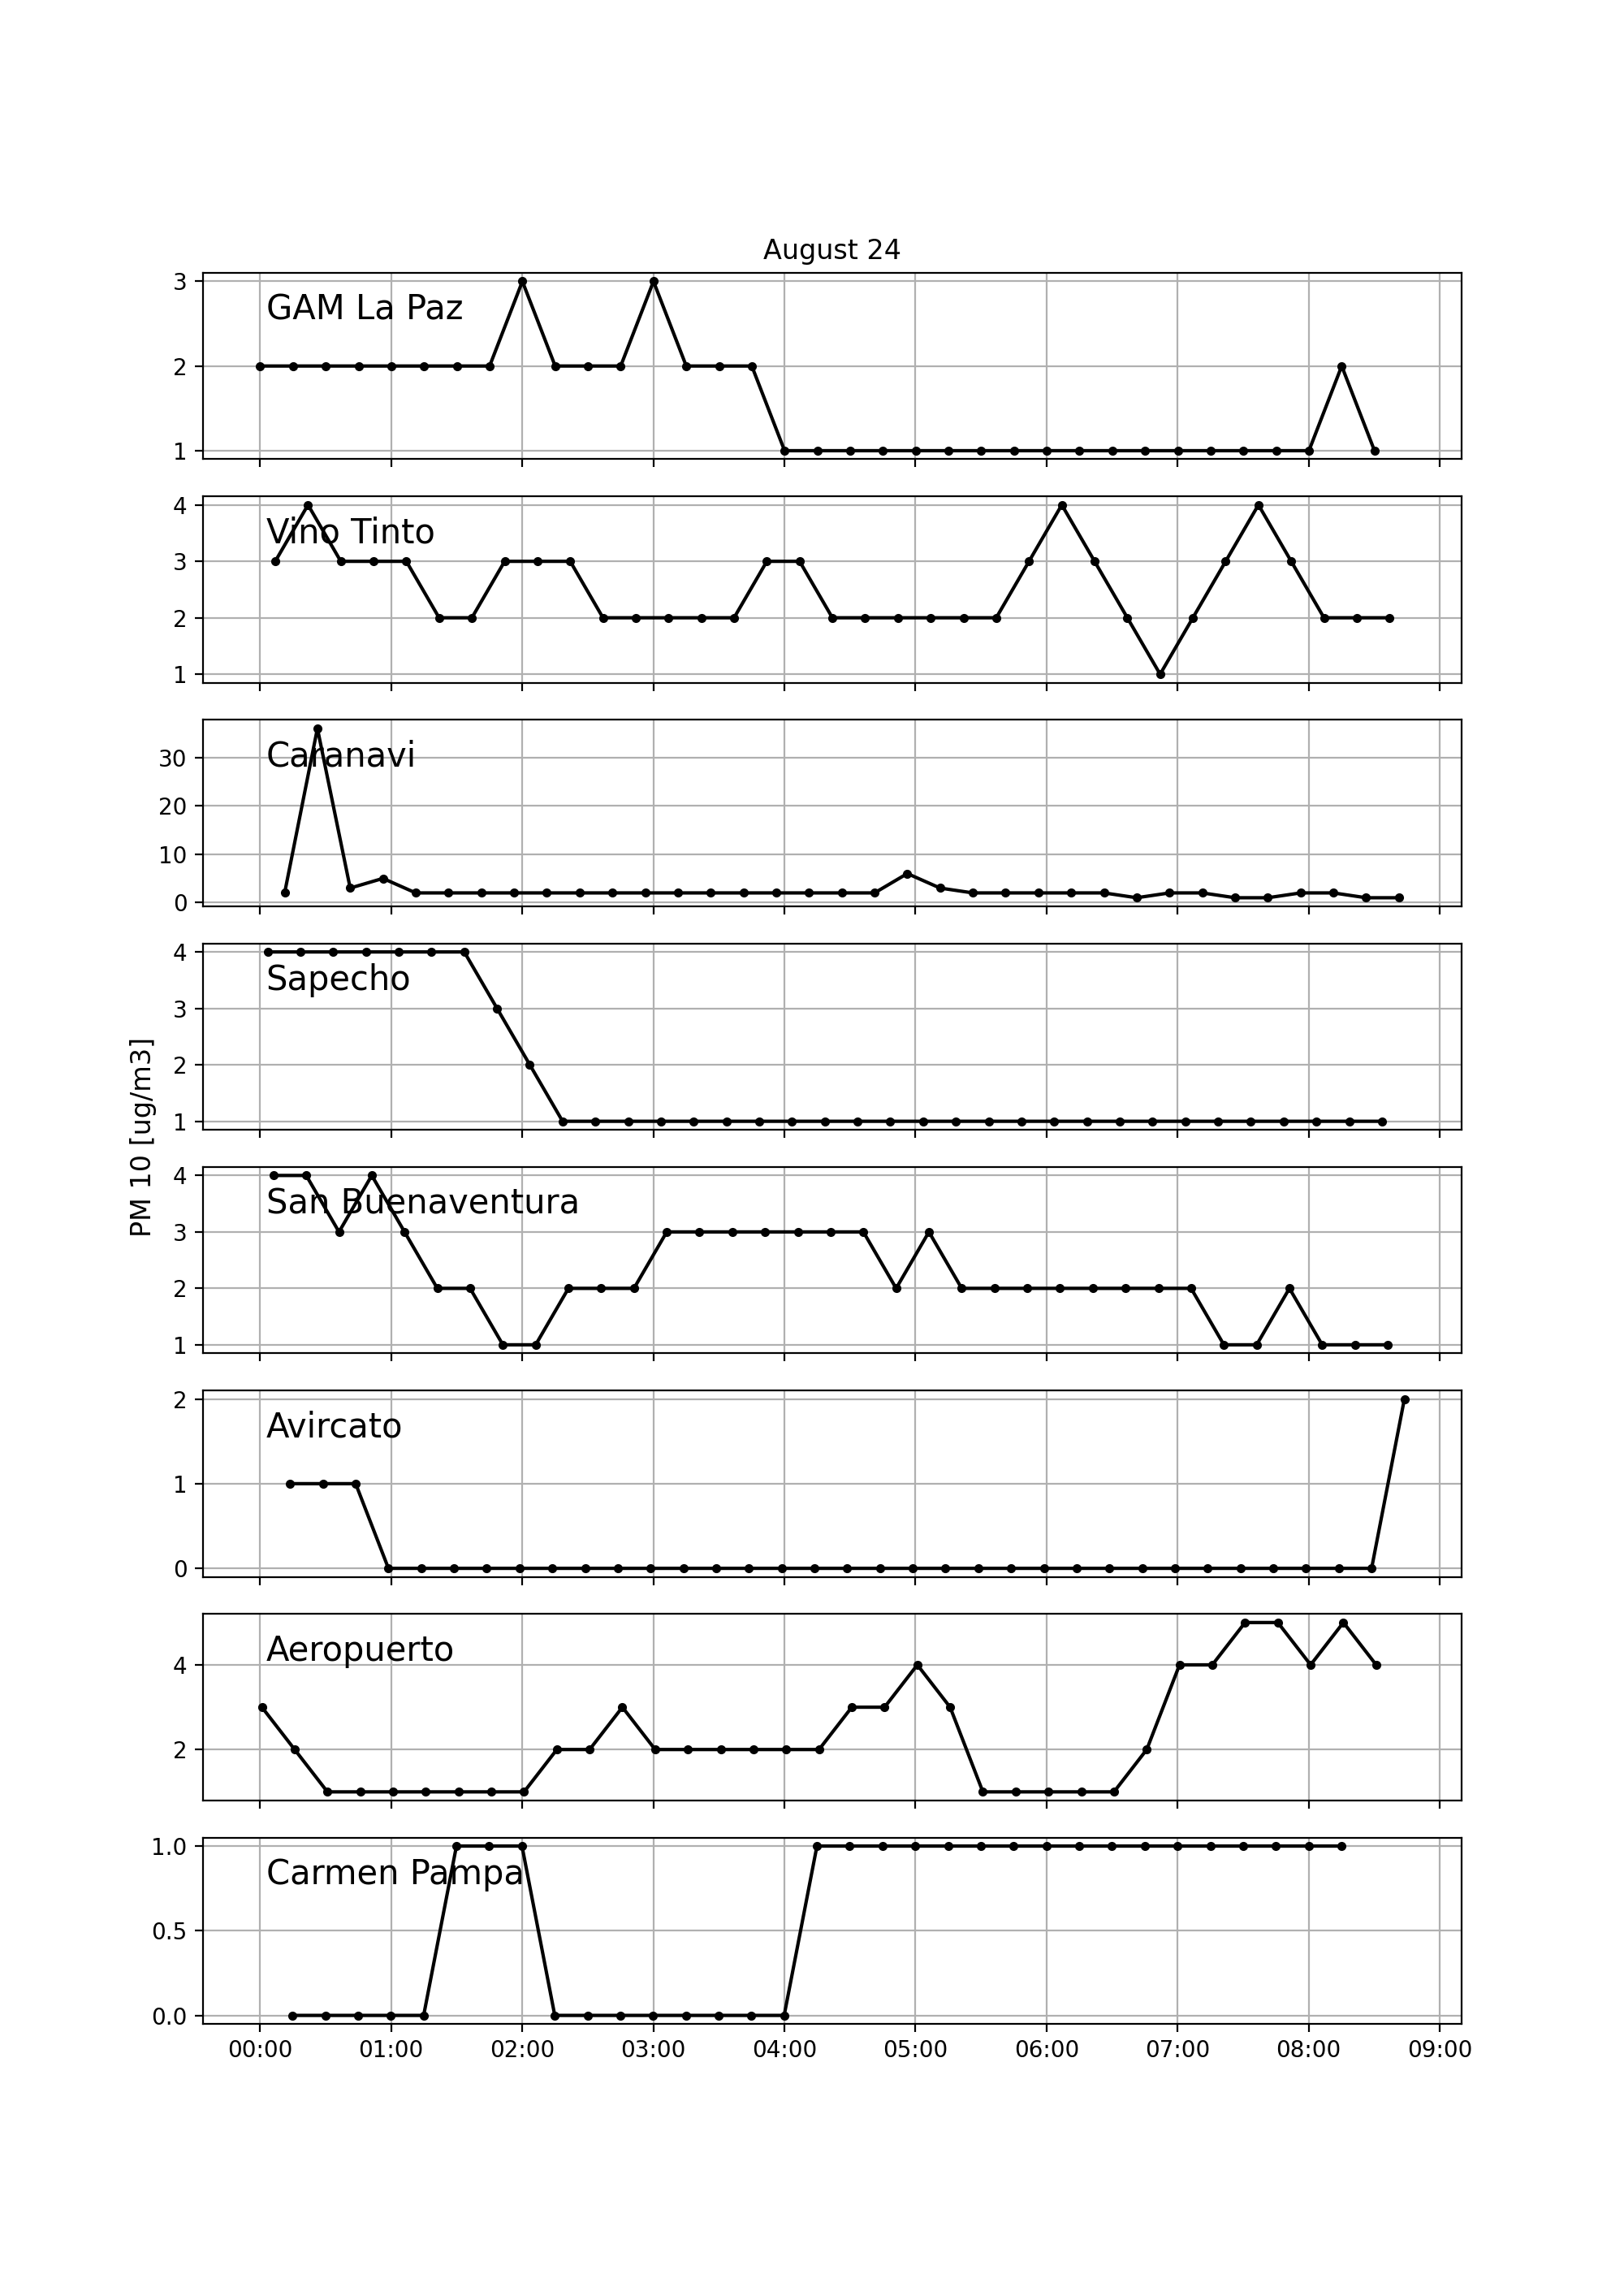 August 24
3
GAM La Paz
2
1
4
Vino Tinto
3
2
1
Caranavi
30
20
10
0
4
Sapecho
3
2
1
PM 10 [ug/m3]
4
San Buenaventura
3
2
1
2
Avircato
1
0
Aeropuerto
4
2
1.0
Carmen Pampa
0.5
0.0
00:00 01:00 02:00 03:00 04:00 05:00 06:00 07:00 08:00 09:00